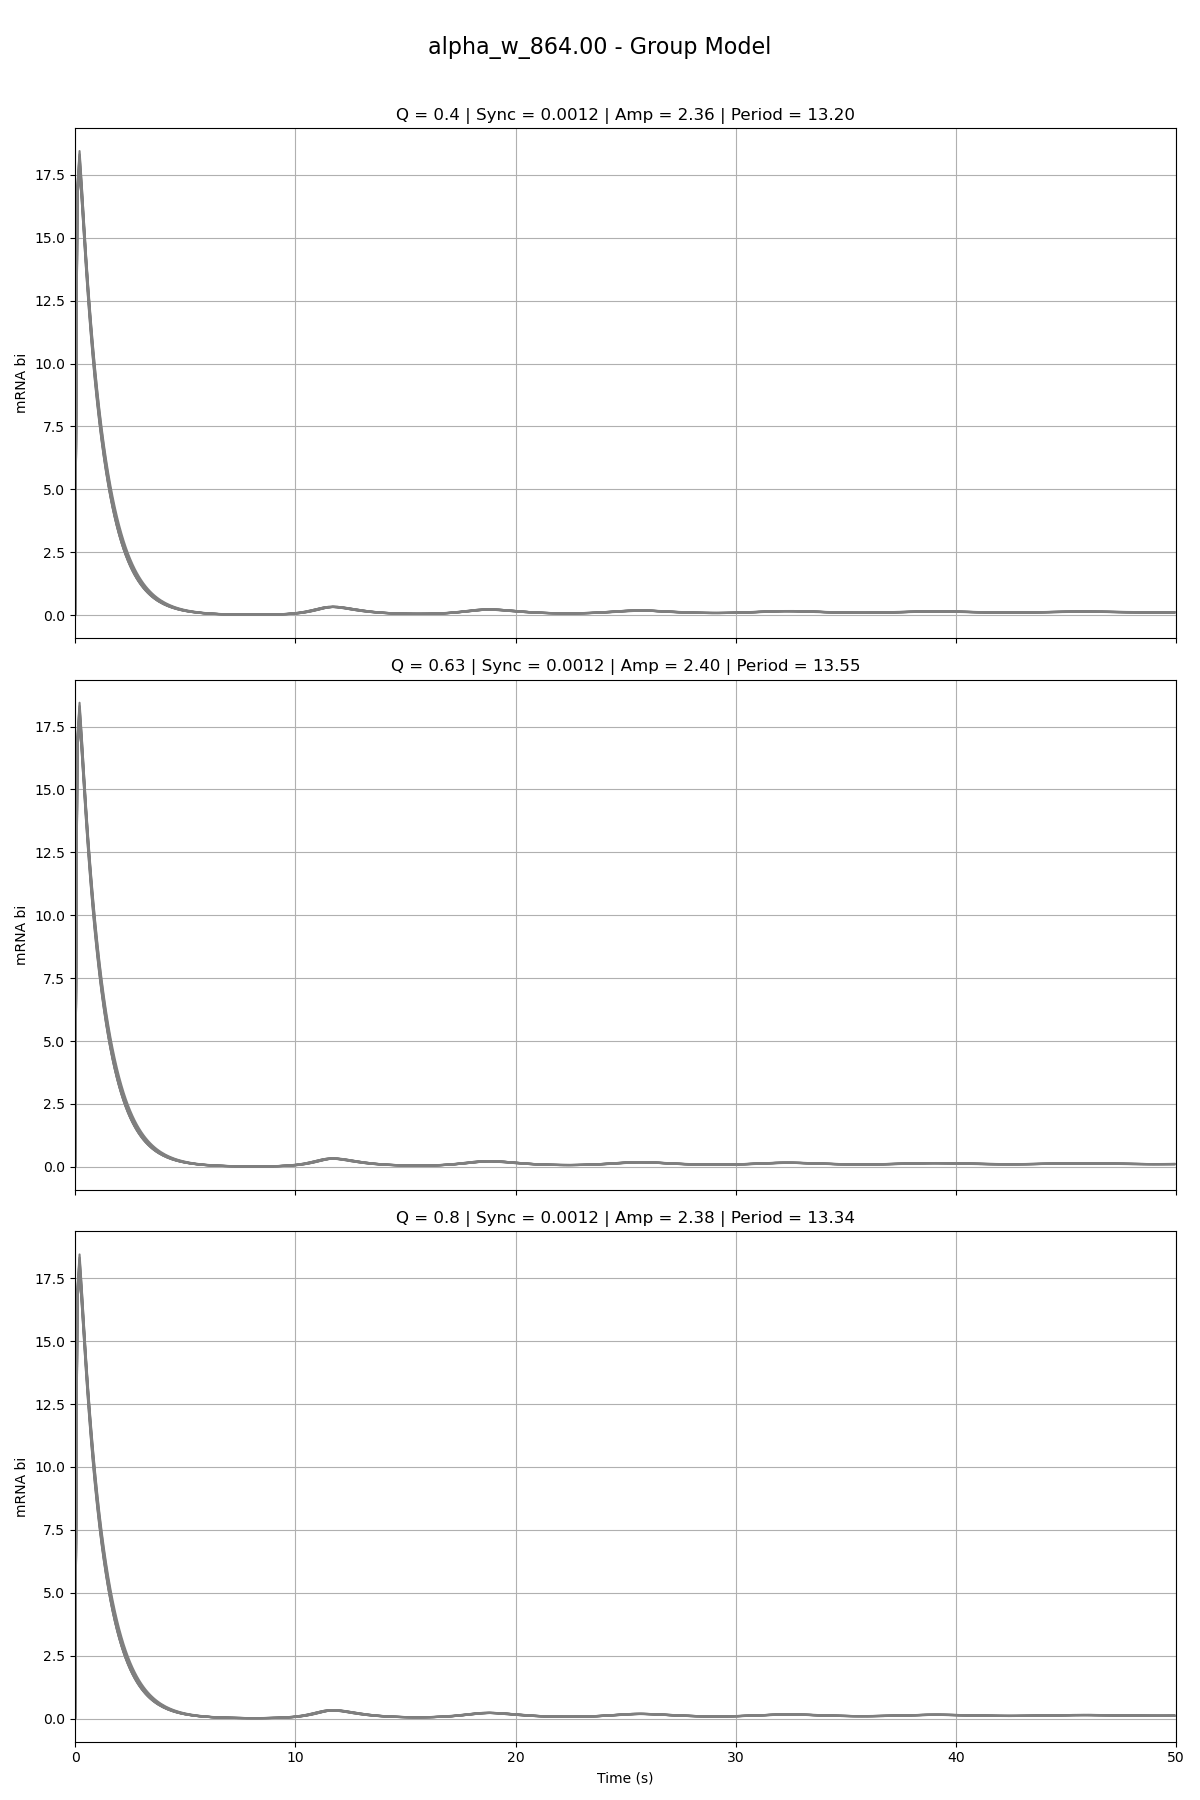 alpha_w_864.00 - Group Model
Q = 0.4 | Sync = 0.0012 | Amp = 2.36 | Period = 13.20
17.5
15.0
12.5
10.0
7.5
5.0
2.5
0.0
mRNA bi
Q = 0.63 | Sync = 0.0012 | Amp = 2.40 | Period = 13.55
17.5
15.0
12.5
10.0
7.5
5.0
2.5
0.0
mRNA bi
Q = 0.8 | Sync = 0.0012 | Amp = 2.38 | Period = 13.34
17.5
15.0
12.5
10.0
7.5
5.0
2.5
0.0
mRNA bi
0 10 20 30 40 50
Time (s)